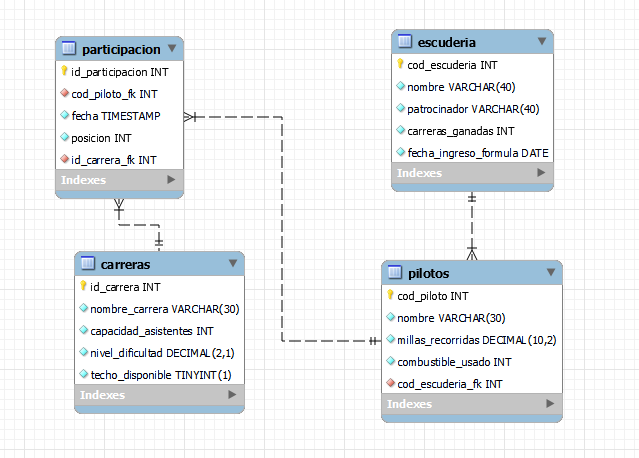 participacion
id_participacion INT
cod_piloto_fk INT
fecha TIMESTAMP
posicion INT
id_carrera_fk INT
Indexes
escuderia
cod_escuderia INT
nombre VARCHAR(40)
patrocinador VARCHAR(40)
carreras_ganadas INT
fecha_ingreso_formula DATE
Indexes
carreras
id_carrera INT
nombre_carrera VARCHAR(30)
capacidad_asistentes INT
nivel_dificultad DECIMAL(2,1)
techo_disponible TINYINT(1)
Indexes
pilotos
cod_piloto INT
nombre VARCHAR(30)
millas_recorridas DECIMAL(10,2)
combustible_usado INT
cod_escuderia_fk INT
Indexes